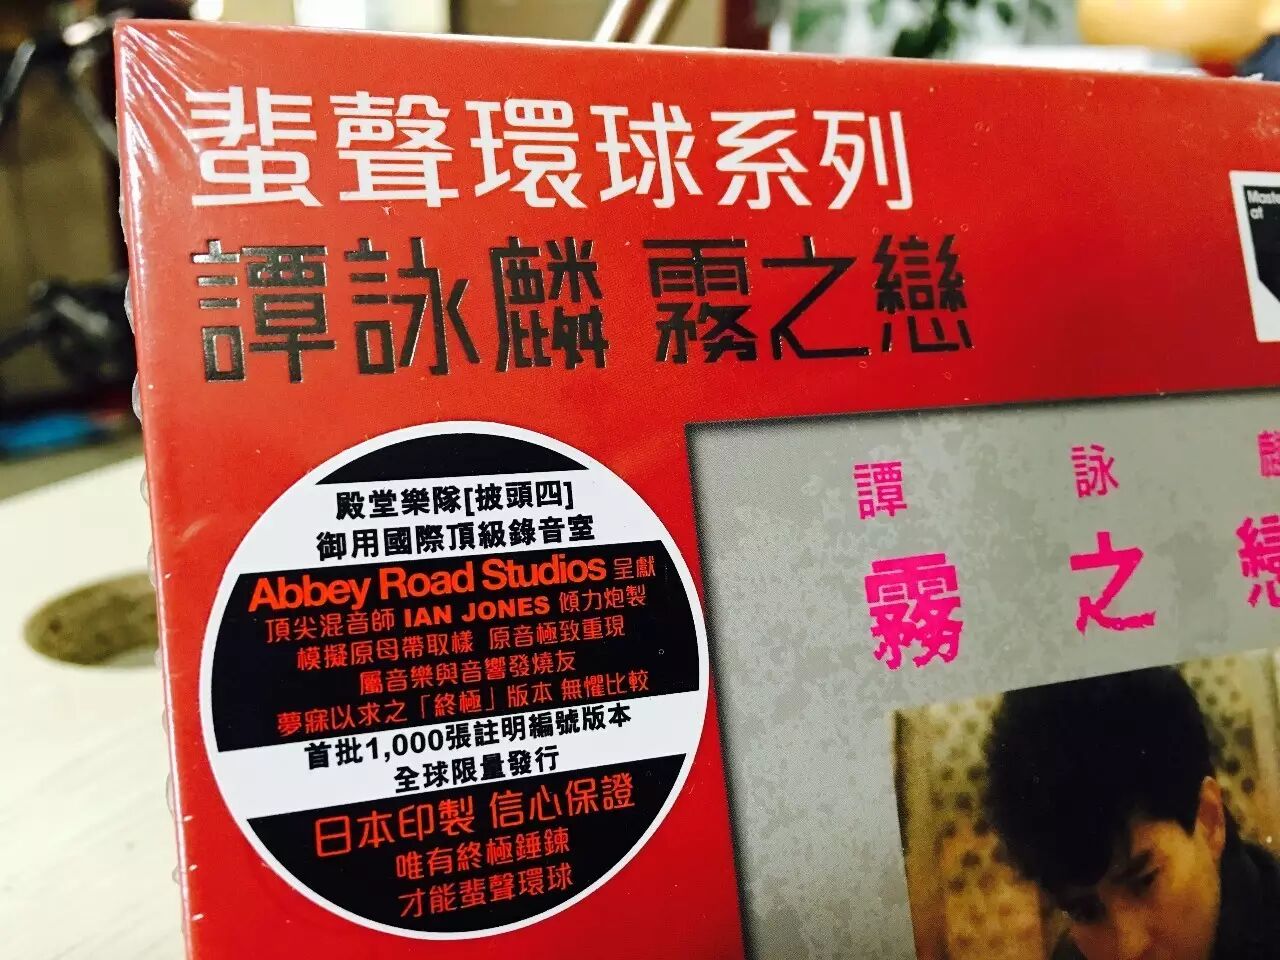 蜚聲環球系列
譚詠麟 霧之戀
Maste
at
殿堂樂隊[披頭四]
御用國際頂級錄音室
Abbey Road Studios 呈獻
頂尖混音師 IAN JONES 傾力炮製
模擬原母帶取樣 原音極致重現
屬音樂與音響發燒友
夢寐以求之「終極」版本 無懼比較
首批1,000張註明編號版本
全球限量發行
日本印製 信心保證
唯有終極錘鍊
才能蜚聲環球
譚詠麟
霧之戀